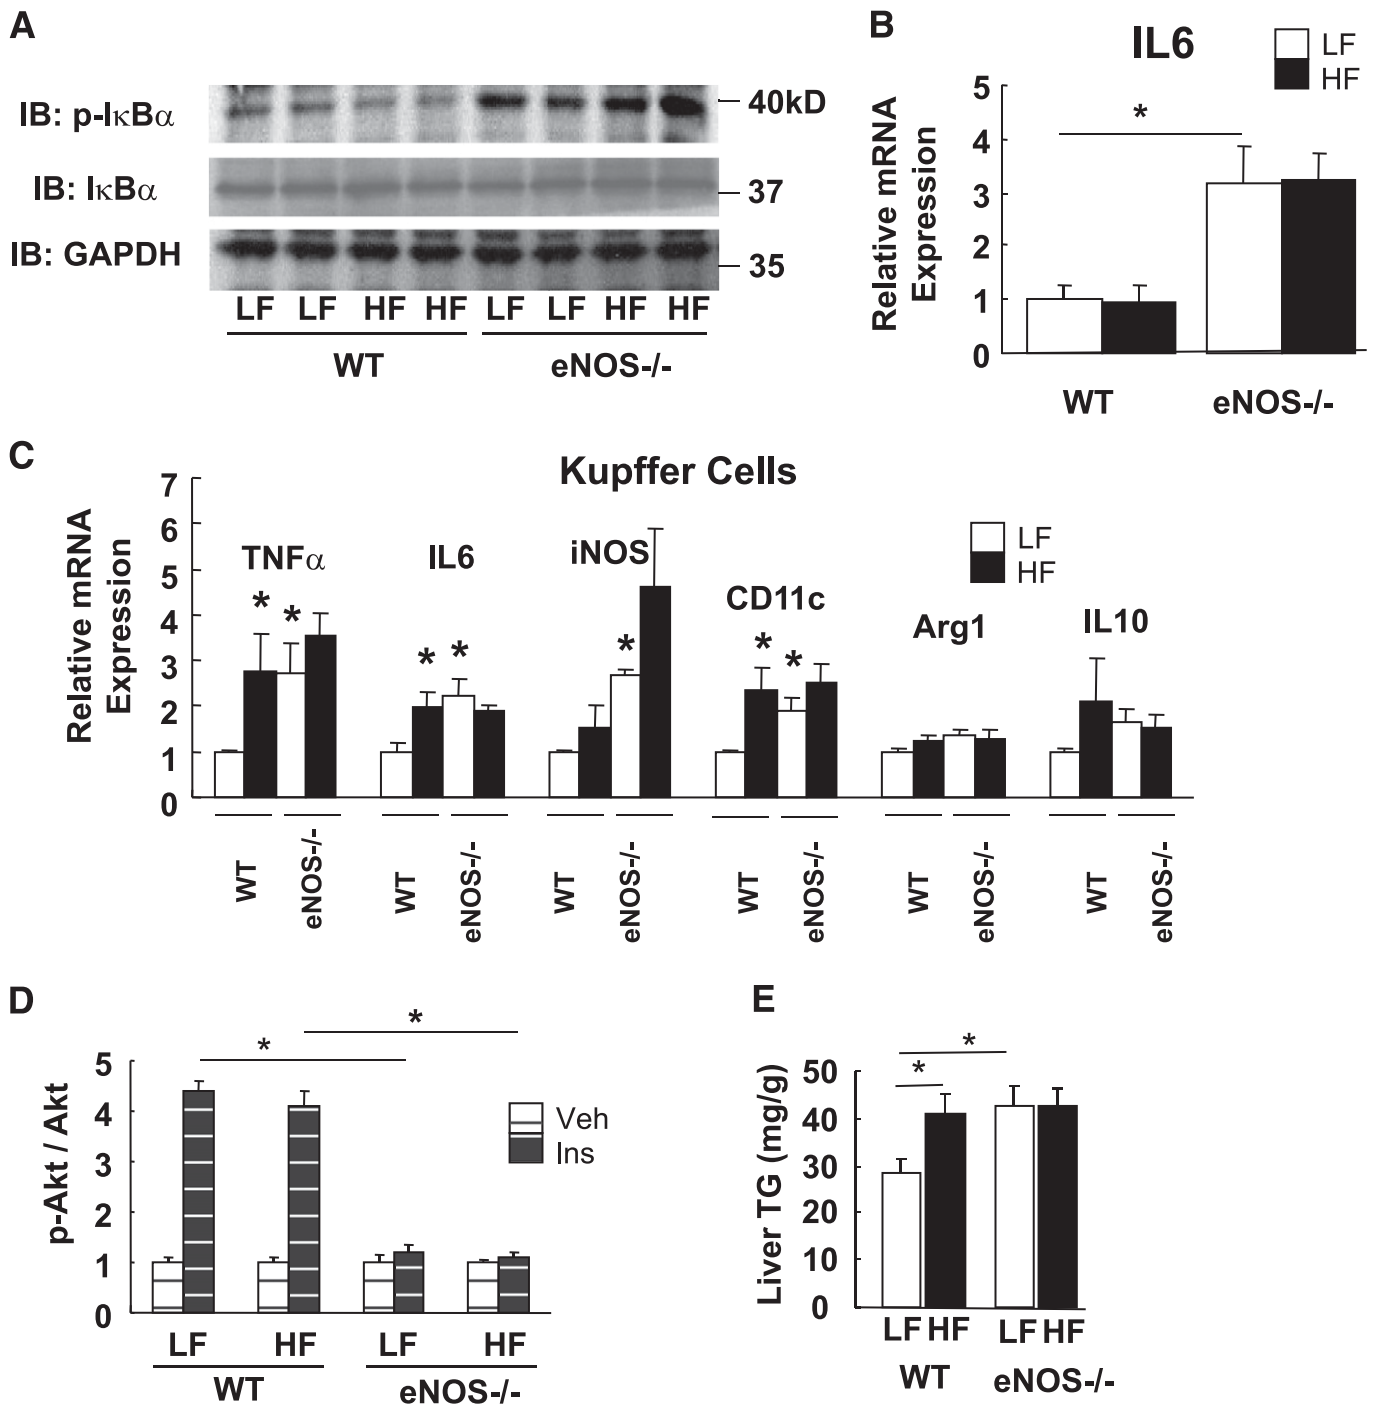 A
IB: p-IκBα
40kD
IB: IκBα
37
IB: GAPDH
35
LF LF HF HF LF LF HF HF
WT eNOS-/-
B
IL6
LF
HF
Relative mRNA
Expression
5
4
3
2
1
0
*
WT eNOS-/-
C
Kupffer Cells
Relative mRNA
Expression
7
6
5
4
3
2
1
0
LF
HF
TNFα
* *
IL6
* *
iNOS
*
CD11c
* *
Arg1
IL10
WT eNOS-/- WT eNOS-/- WT eNOS-/- WT eNOS-/- WT eNOS-/- WT eNOS-/-
D
p-Akt / Akt
5
4
3
2
1
0
* *
Veh
Ins
LF HF LF HF
WT eNOS-/-
E
Liver TG (mg/g)
50
40
30
20
10
0
*
*
LF HF LF HF
WT eNOS-/-